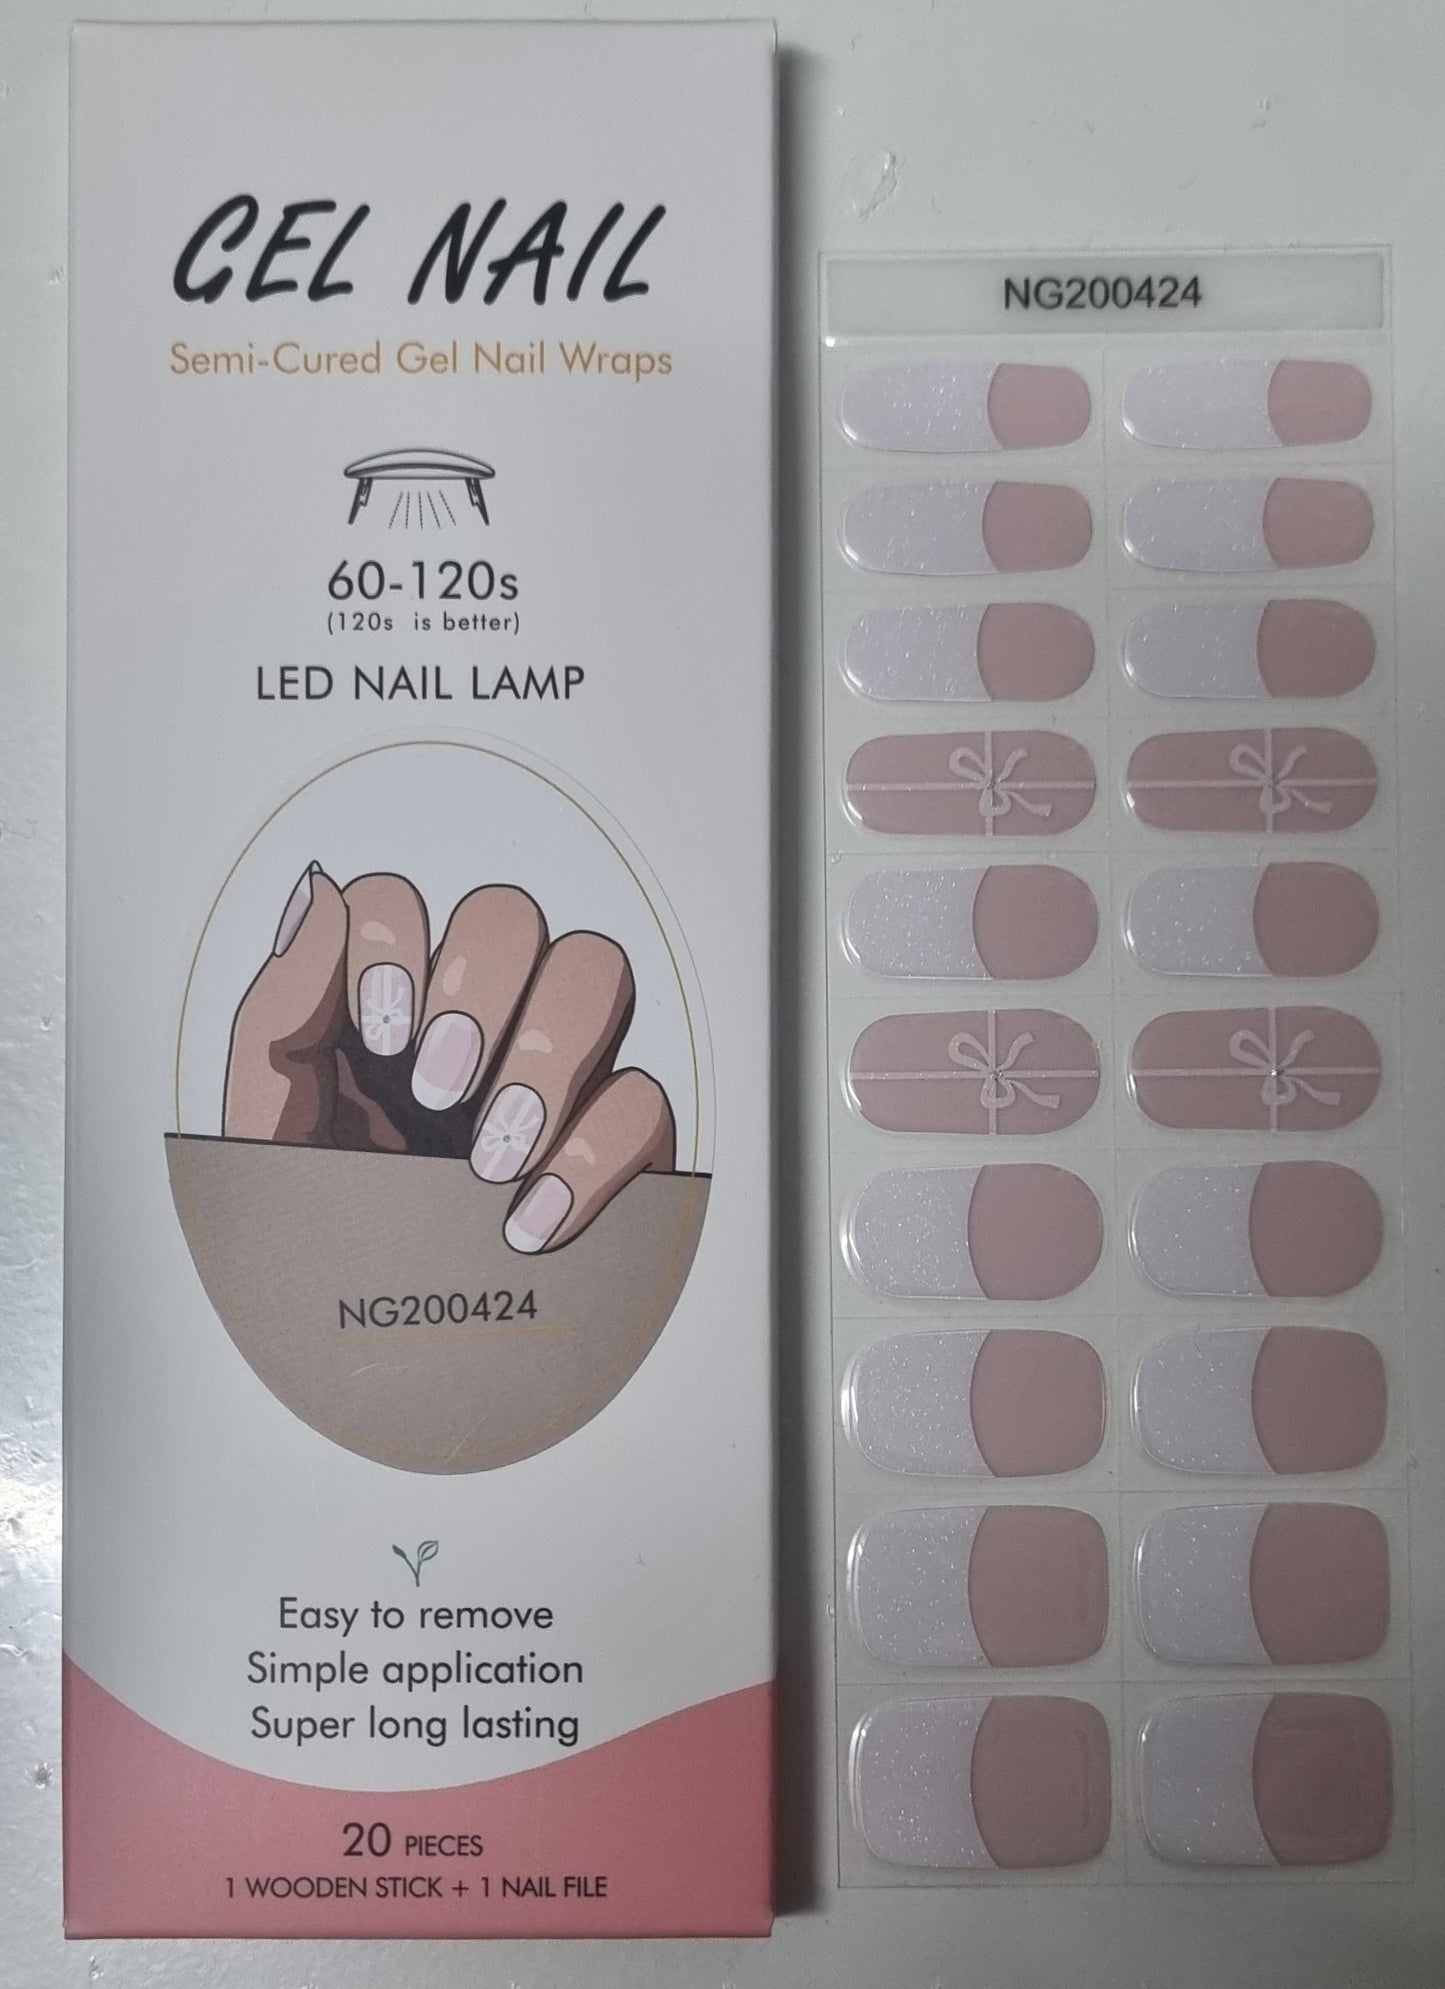 GEL NAIL
Semi-Cured Gel Nail Wraps
60-120s
(120s is better)
LED NAIL LAMP
NG200424
Easy to remove
Simple application
Super long lasting
20 PIECES
1 WOODEN STICK + 1 NAIL FILE
NG200424